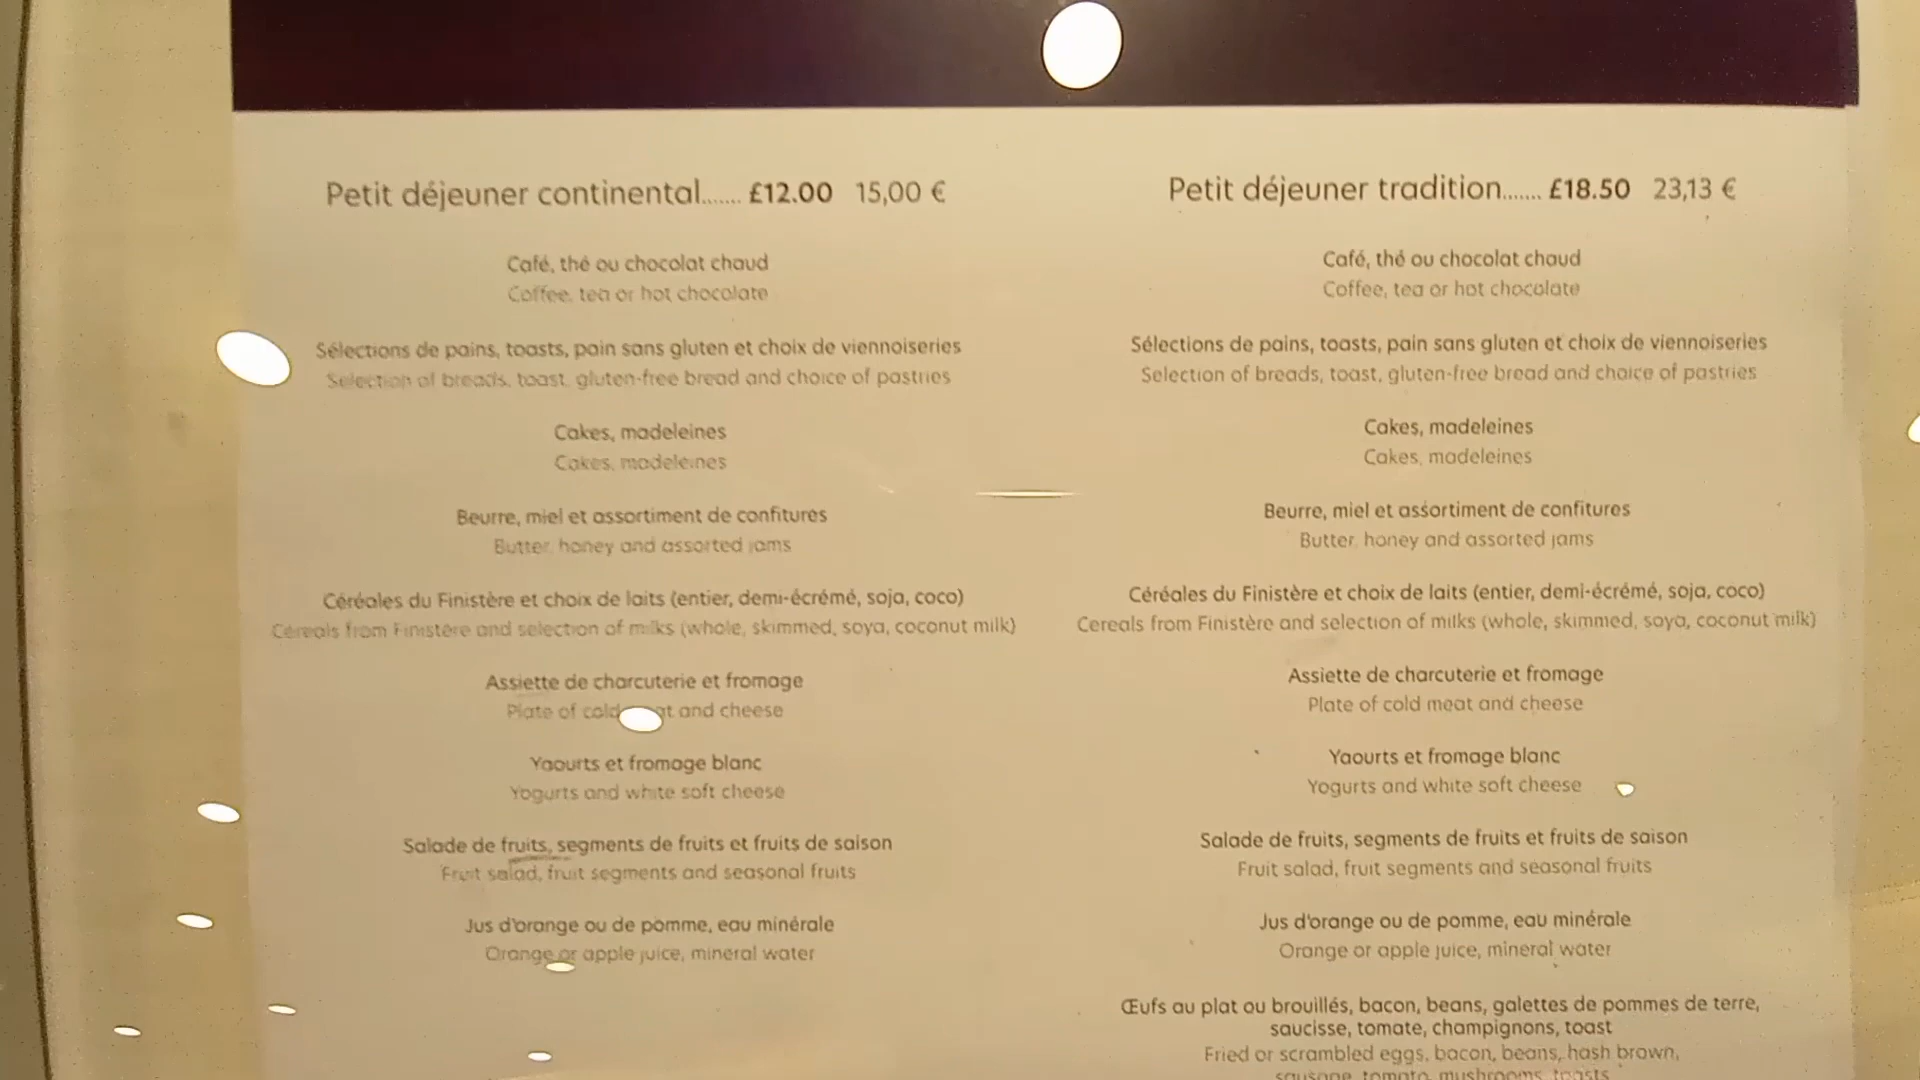 Petit déjeuner continental....... £12.00 15,00 €
Café, thé ou chocolat chaud
Coffee, tea or hot chocolate
Sélections de pains, toasts, pain sans gluten et choix de viennoiseries
Selection of breads, toast, gluten-free bread and choice of pastries
Cakes, madeleines
Cakes, madeleines
Beurre, miel et assortiment de confitures
Butter, honey and assorted jams
Céréales du Finistère et choix de laits (entier, demi-écrémé, soja, coco)
Cereals from Finistère and selection of milks (whole, skimmed, soya, coconut milk)
Assiette de charcuterie et fromage
Plate of cold and cheese
Yaourts et fromage blanc
Yogurts and white soft cheese
Salade de fruits, segments de fruits et fruits de saison
Fruit salad, fruit segments and seasonal fruits
Jus d'orange ou de pomme, eau minérale
Orange or apple juice, mineral water
Petit déjeuner tradition....... £18.50 23,13 €
Café, thé ou chocolat chaud
Coffee, tea or hot chocolate
Sélections de pains, toasts, pain sans gluten et choix de viennoiseries
Selection of breads, toast, gluten-free bread and choice of pastries
Cakes, madeleines
Cakes, madeleines
Beurre, miel et assortiment de confitures
Butter, honey and assorted jams
Céréales du Finistère et choix de laits (entier, demi-écrémé, soja, coco)
Cereals from Finistère and selection of milks (whole, skimmed, soya, coconut milk)
Assiette de charcuterie et fromage
Plate of cold meat and cheese
Yaourts et fromage blanc
Yogurts and white soft cheese
Salade de fruits, segments de fruits et fruits de saison
Fruit salad, fruit segments and seasonal fruits
Jus d'orange ou de pomme, eau minérale
Orange or apple juice, mineral water
Œufs au plat ou brouillés, bacon, beans, galettes de pommes de terre,
saucisse, tomate, champignons, toast
Fried or scrambled eggs, bacon, beans, hash brown,
sausage, tomato, mushrooms, toasts